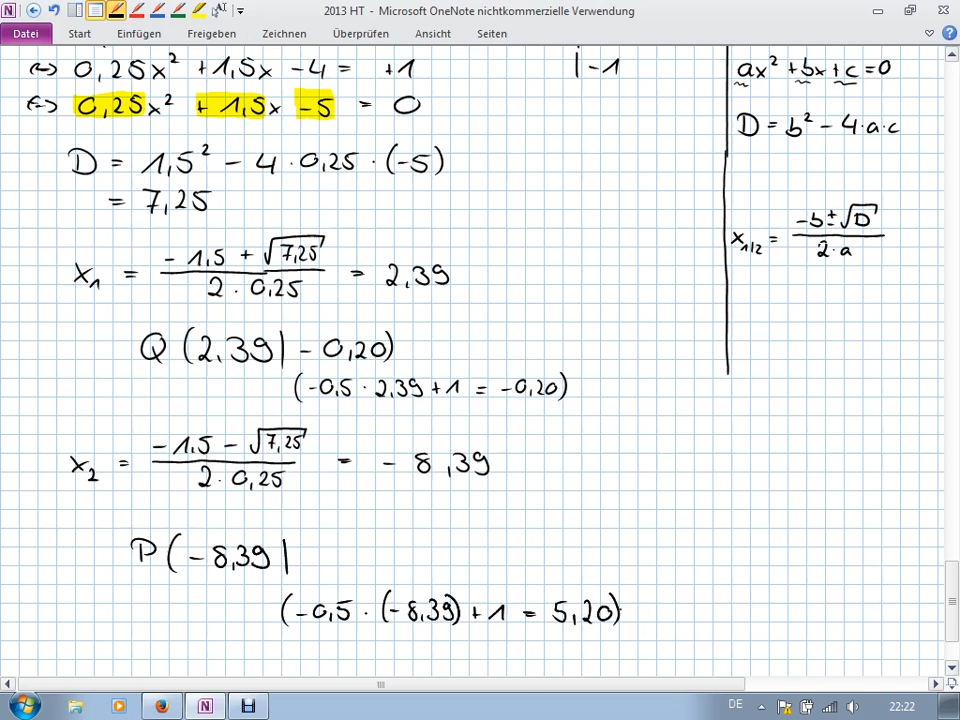 2013 HT - Microsoft OneNote nichtkommerzielle Verwendung
Datei Start Einfügen Freigeben Zeichnen Überprüfen Ansicht Seiten
<=> 0,25x² +1,5x -4 = +1 |-1
<=> 0,25x² +1,5x -5 = 0
D = 1,5² - 4 · 0,25 · (-5)
= 7,25
x₁ = (-1,5 + √7,25) / (2 · 0,25) = 2,39
Q (2,39 | -0,20)
(-0,5 · 2,39 + 1 = -0,20)
x₂ = (-1,5 - √7,25) / (2 · 0,25) = -8,39
P (-8,39 |
(-0,5 · (-8,39) + 1 = 5,20)
ax² + bx + c = 0
D = b² - 4·a·c
x₁/₂ = (-b ± √D) / (2·a)
DE 22:22